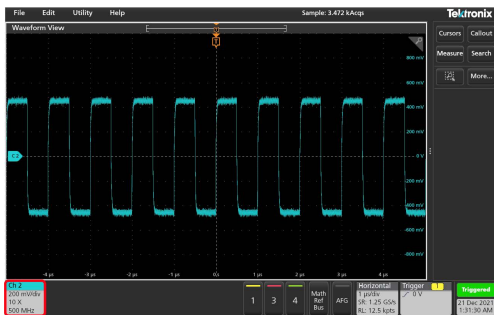 File Edit Utility Help Sample: 3.472 kAcqs Tektronix
Waveform View
Cursors Callout
Measure Search
More...
800 mV
600 mV
400 mV
200 mV
0 V
-200 mV
-400 mV
-600 mV
-800 mV
C2
T
-4 µs -3 µs -2 µs -1 µs 0 s 1 µs 2 µs 3 µs 4 µs
Ch 2
200 mV/div
10 X
500 MHz
1 3 4
Math
Ref
Bus
AFG
Horizontal
1 µs/div
SR: 1.25 GS/s
RL: 12.5 kpts
Trigger 1
0 V
Triggered
21 Dec 2021
1:31:30 AM